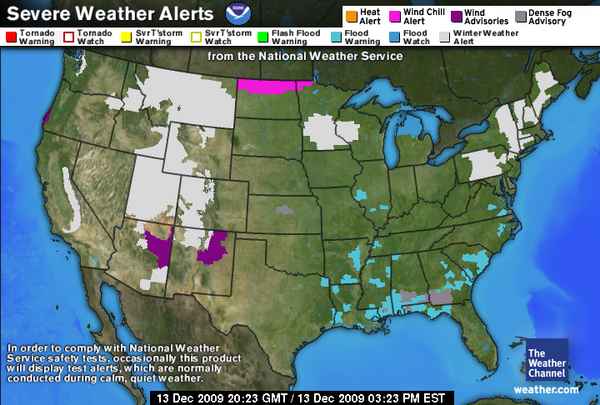 Severe Weather Alerts
NOAA
Heat Alert
Wind Chill Alert
Wind Advisories
Dense Fog Advisory
Tornado Warning
Tornado Watch
SvrT'storm Warning
SvrT'storm Watch
Flash Flood Warning
Flood Warning
Flood Watch
Winter Weather Alert
from the National Weather Service
In order to comply with National Weather
Service safety tests, occasionally this product
will display test alerts, which are normally
conducted during calm, quiet weather.
The
Weather
Channel
weather.com
13 Dec 2009 20:23 GMT / 13 Dec 2009 03:23 PM EST